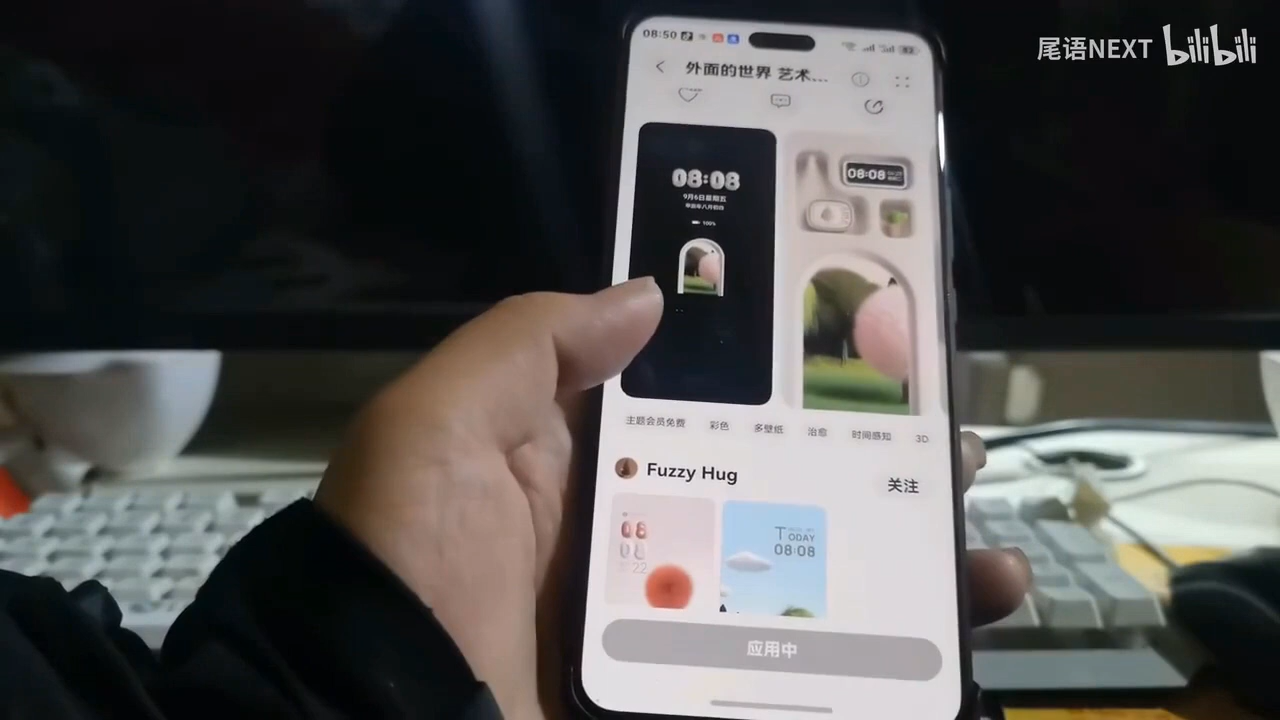 尾语NEXT bilibili
08:50
外面的世界 艺术...
08:08
9月6日星期五
100%
08:08
主题会员免费 彩色 多壁纸 治愈 时间感知 3D
Fuzzy Hug
关注
08
08
22
TODAY
08:08
应用中